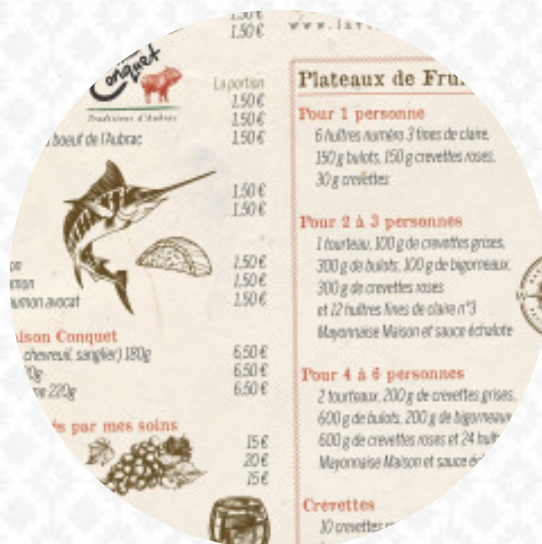 1.50 €
1.50 €
Conquet
Traditions d'Aubrac
La portion
1.50 €
1.50 €
boeuf de l'Aubrac 1.50 €
1.50 €
1.50 €
1.50 €
1.50 €
saumon avocat 1.50 €
Maison Conquet
chevreuil, sanglier) 180g 6.50 €
6.50 €
220g 6.50 €
par mes soins
15 €
20 €
15 €
Plateaux de
Pour 1 personne
6 huîtres numéro 3 fines de claire,
150 g bulots, 150 g crevettes roses,
30 g crevettes
Pour 2 à 3 personnes
1 tourteau, 100 g de crevettes grises,
300 g de bulots, 100 g de bigorneaux,
300 g de crevettes roses
et 12 huîtres fines de claire n°3
Mayonnaise Maison et sauce échalote
Pour 4 à 6 personnes
2 tourteaux, 200 g de crevettes grises,
600 g de bulots, 200 g de bigorneaux
600 g de crevettes roses et 24
Mayonnaise Maison et sauce
Crevettes
10 crevettes